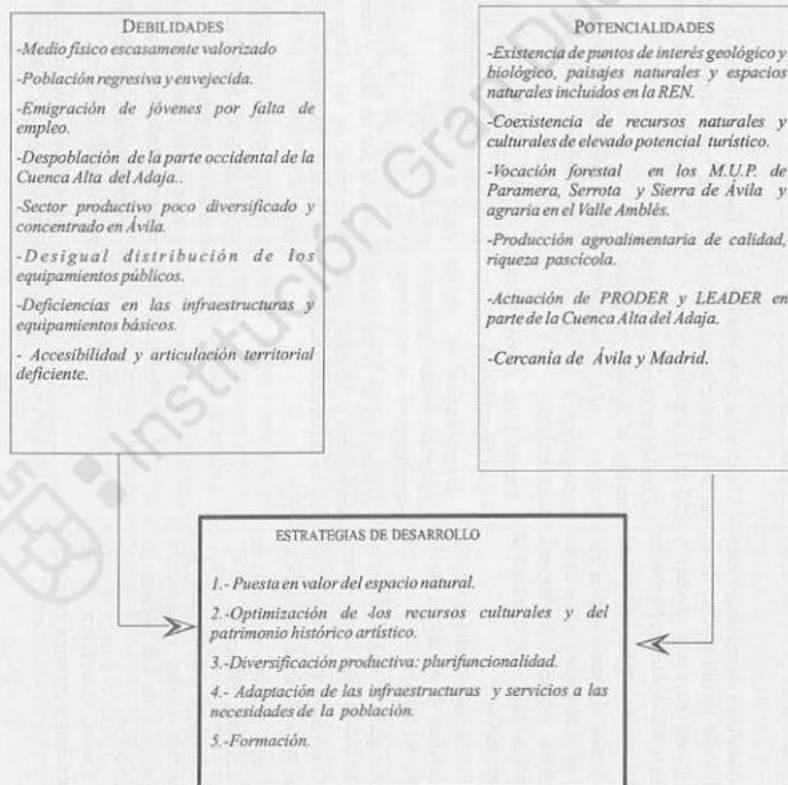 DEBILIDADES
-Medio físico escasamente valorizado
-Población regresiva y envejecida.
-Emigración de jóvenes por falta de
empleo.
-Despoblación de la parte occidental de la
Cuenca Alta del Adaja..
-Sector productivo poco diversificado y
concentrado en Ávila.
-Desigual distribución de los
equipamientos públicos.
-Deficiencias en las infraestructuras y
equipamientos básicos.
- Accesibilidad y articulación territorial
deficiente.
POTENCIALIDADES
-Existencia de puntos de interés geológico y
biológico, paisajes naturales y espacios
naturales incluidos en la REN.
-Coexistencia de recursos naturales y
culturales de elevado potencial turístico.
-Vocación forestal en los M.U.P. de
Paramera, Serrota y Sierra de Ávila y
agraria en el Valle Amblés.
-Producción agroalimentaria de calidad,
riqueza pascícola.
-Actuación de PRODER y LEADER en
parte de la Cuenca Alta del Adaja.
-Cercanía de Ávila y Madrid.
ESTRATEGIAS DE DESARROLLO
1.- Puesta en valor del espacio natural.
2.-Optimización de los recursos culturales y del
patrimonio histórico artístico.
3.-Diversificación productiva: plurifuncionalidad.
4.- Adaptación de las infraestructuras y servicios a las
necesidades de la población.
5.-Formación.
Institución Gran Du